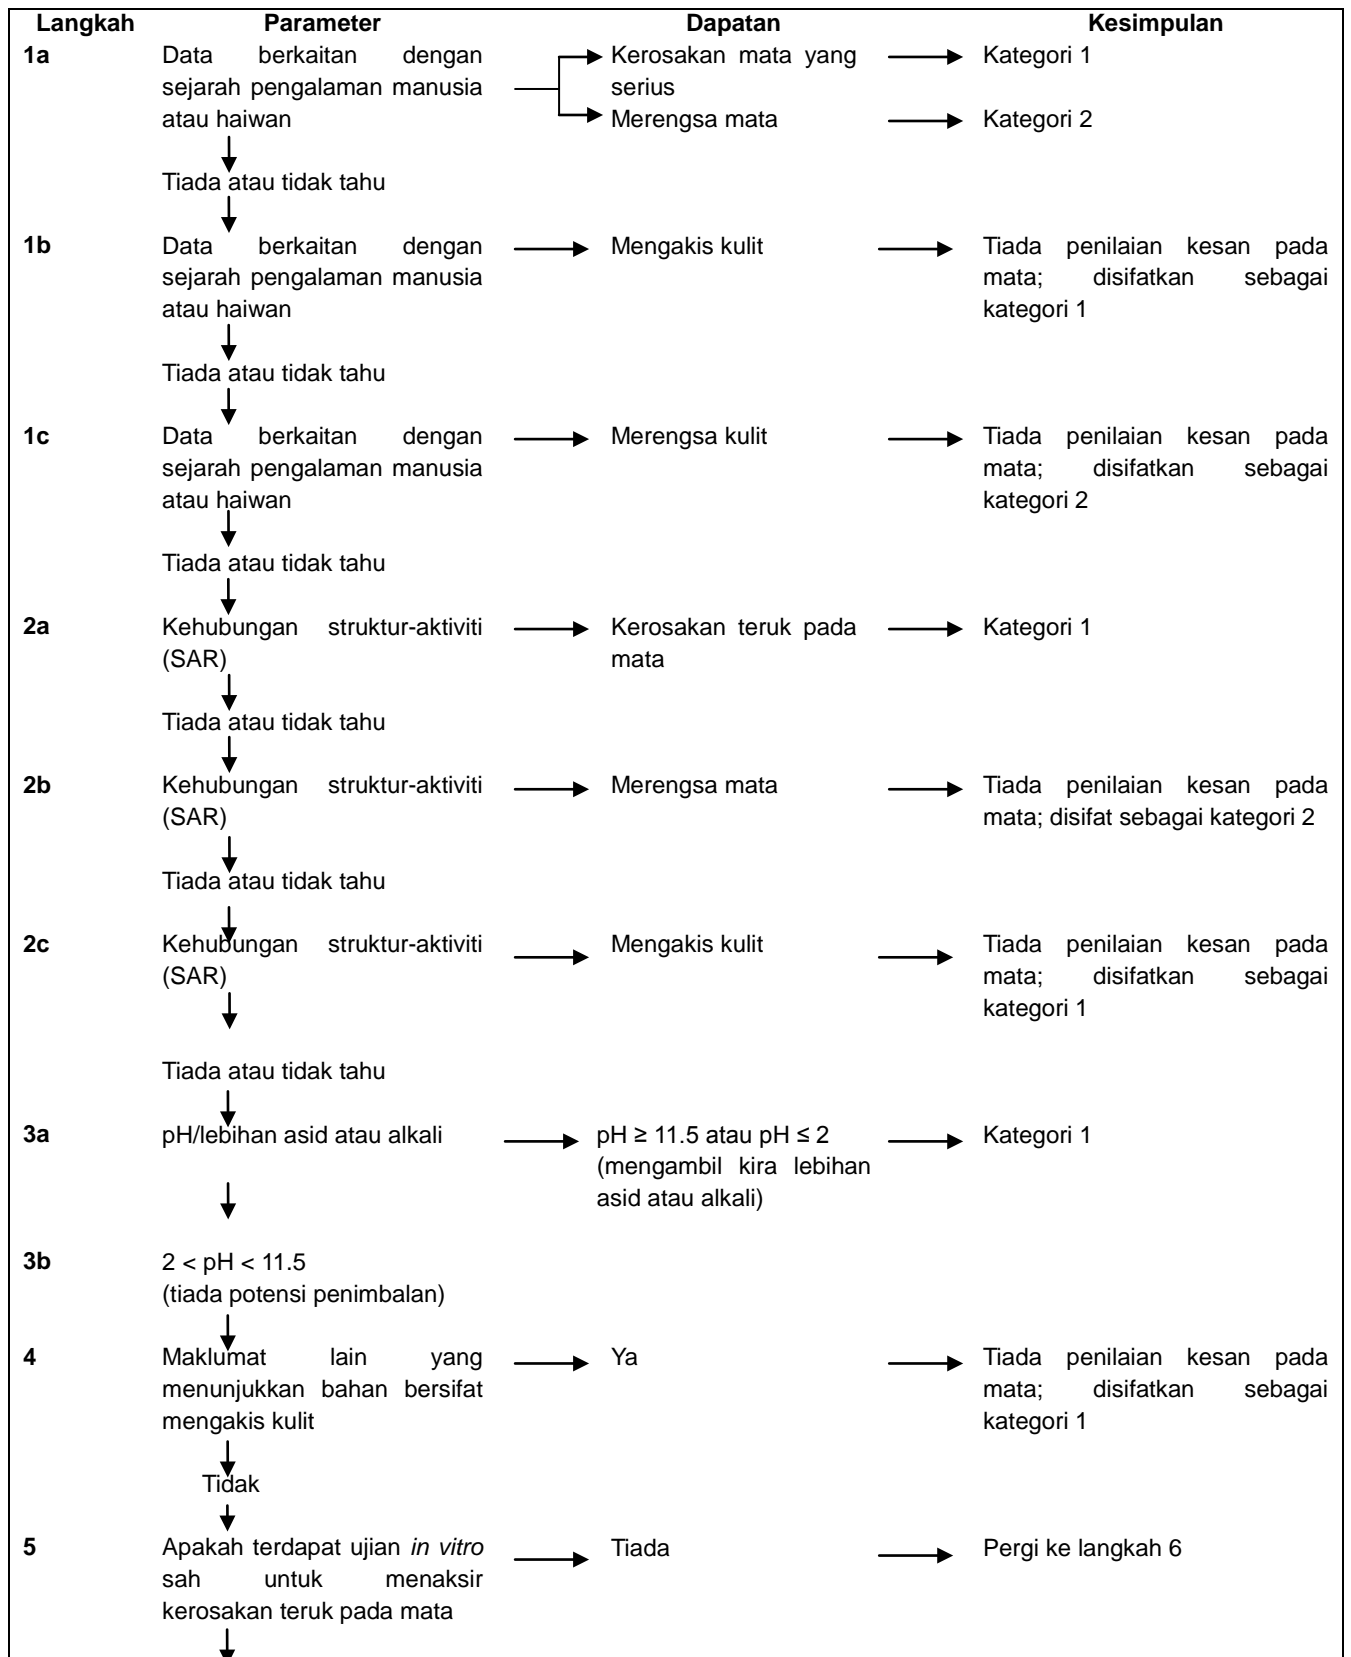 Langkah Parameter Dapatan Kesimpulan
1a Data berkaitan dengan Kerosakan mata yang Kategori 1
sejarah pengalaman manusia serius
atau haiwan Merengsa mata Kategori 2
Tiada atau tidak tahu
1b Data berkaitan dengan Mengakis kulit Tiada penilaian kesan pada
sejarah pengalaman manusia mata; disifatkan sebagai
atau haiwan kategori 1
Tiada atau tidak tahu
1c Data berkaitan dengan Merengsa kulit Tiada penilaian kesan pada
sejarah pengalaman manusia mata; disifatkan sebagai
atau haiwan kategori 2
Tiada atau tidak tahu
2a Kehubungan struktur-aktiviti Kerosakan teruk pada Kategori 1
(SAR) mata
Tiada atau tidak tahu
2b Kehubungan struktur-aktiviti Merengsa mata Tiada penilaian kesan pada
(SAR) mata; disifat sebagai kategori 2
Tiada atau tidak tahu
2c Kehubungan struktur-aktiviti Mengakis kulit Tiada penilaian kesan pada
(SAR) mata; disifatkan sebagai
kategori 1
Tiada atau tidak tahu
3a pH/lebihan asid atau alkali pH ≥ 11.5 atau pH ≤ 2 Kategori 1
(mengambil kira lebihan
asid atau alkali)
3b 2 < pH < 11.5
(tiada potensi penimbalan)
4 Maklumat lain yang Ya Tiada penilaian kesan pada
menunjukkan bahan bersifat mata; disifatkan sebagai
mengakis kulit kategori 1
Tidak
5 Apakah terdapat ujian in vitro Tiada Pergi ke langkah 6
sah untuk menaksir
kerosakan teruk pada mata